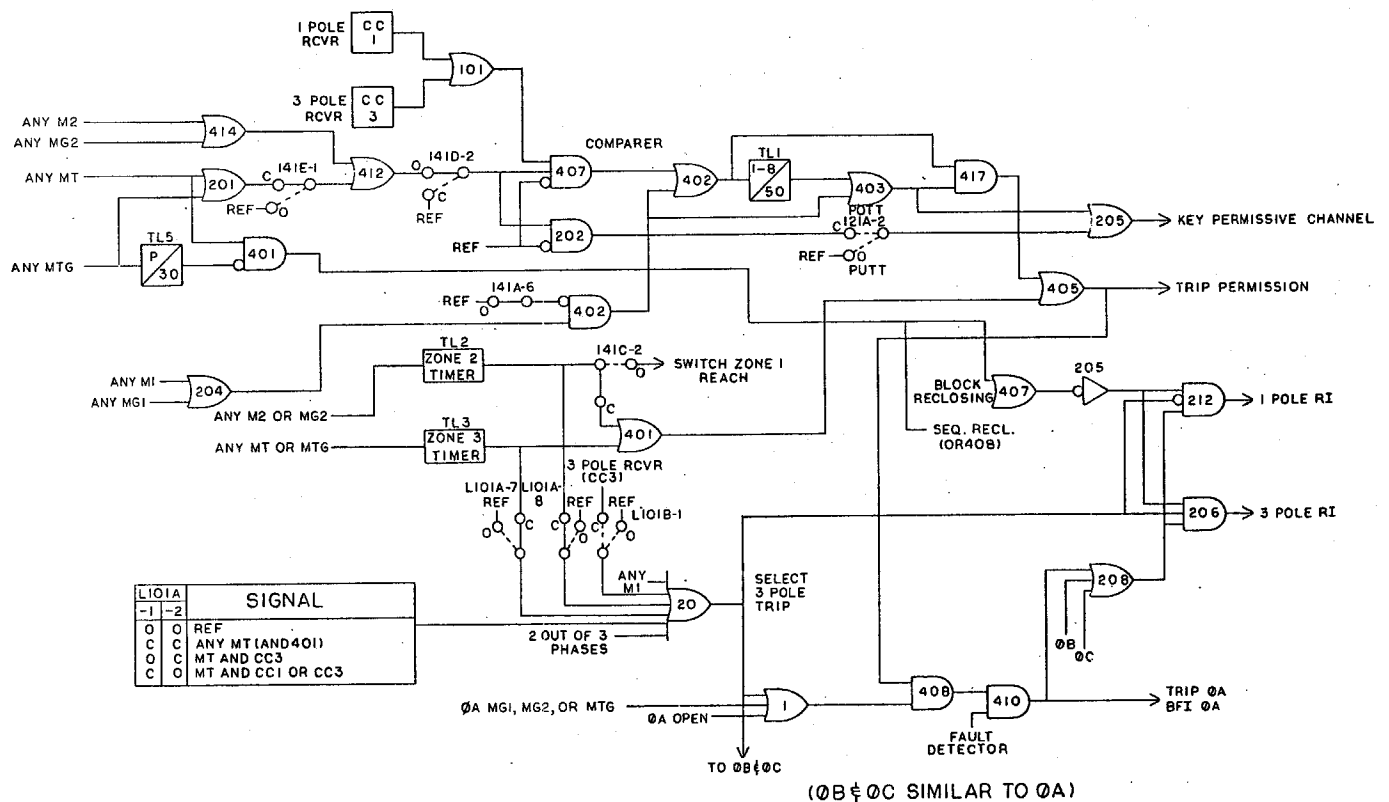 1 POLE
RCVR
CC
1
101
3 POLE
RCVR
CC
3
ANY M2
ANY MG2
414
COMPARER
141E-1
141D-2
ANY MT
201
C
412
O
407
402
TL1
1-8
50
403
417
REF
O
C
REF
POTT
121A-2
205
KEY PERMISSIVE CHANNEL
TL5
REF
202
C
ANY MTG
P
30
401
REF
O
PUTT
141A-6
REF
O
402
405
TRIP PERMISSION
TL2
ZONE 2
TIMER
141C-2
O
SWITCH ZONE 1
REACH
ANY M1
ANY MG1
204
205
BLOCK
RECLOSING
407
212
1 POLE RI
ANY M2 OR MG2
C
TL3
ZONE 3
TIMER
401
SEQ. RECL.
(OR408)
ANY MT OR MTG
3 POLE RCVR
(CC3)
L101A-7
L101A-
8
REF
REF
REF
L101B-1
O
C
C
O
C
O
206
3 POLE RI
ANY
M1
SELECT
3 POLE
TRIP
20
208
L101A
SIGNAL
-1
-2
O O REF
C C ANY MT (AND401)
O C MT AND CC3
C O MT AND CC1 OR CC3
2 OUT OF 3
PHASES
ØB
ØC
ØA MG1, MG2, OR MTG
1
408
410
TRIP ØA
BFI ØA
ØA OPEN
FAULT
DETECTOR
TO ØB & ØC
(ØB & ØC SIMILAR TO ØA)